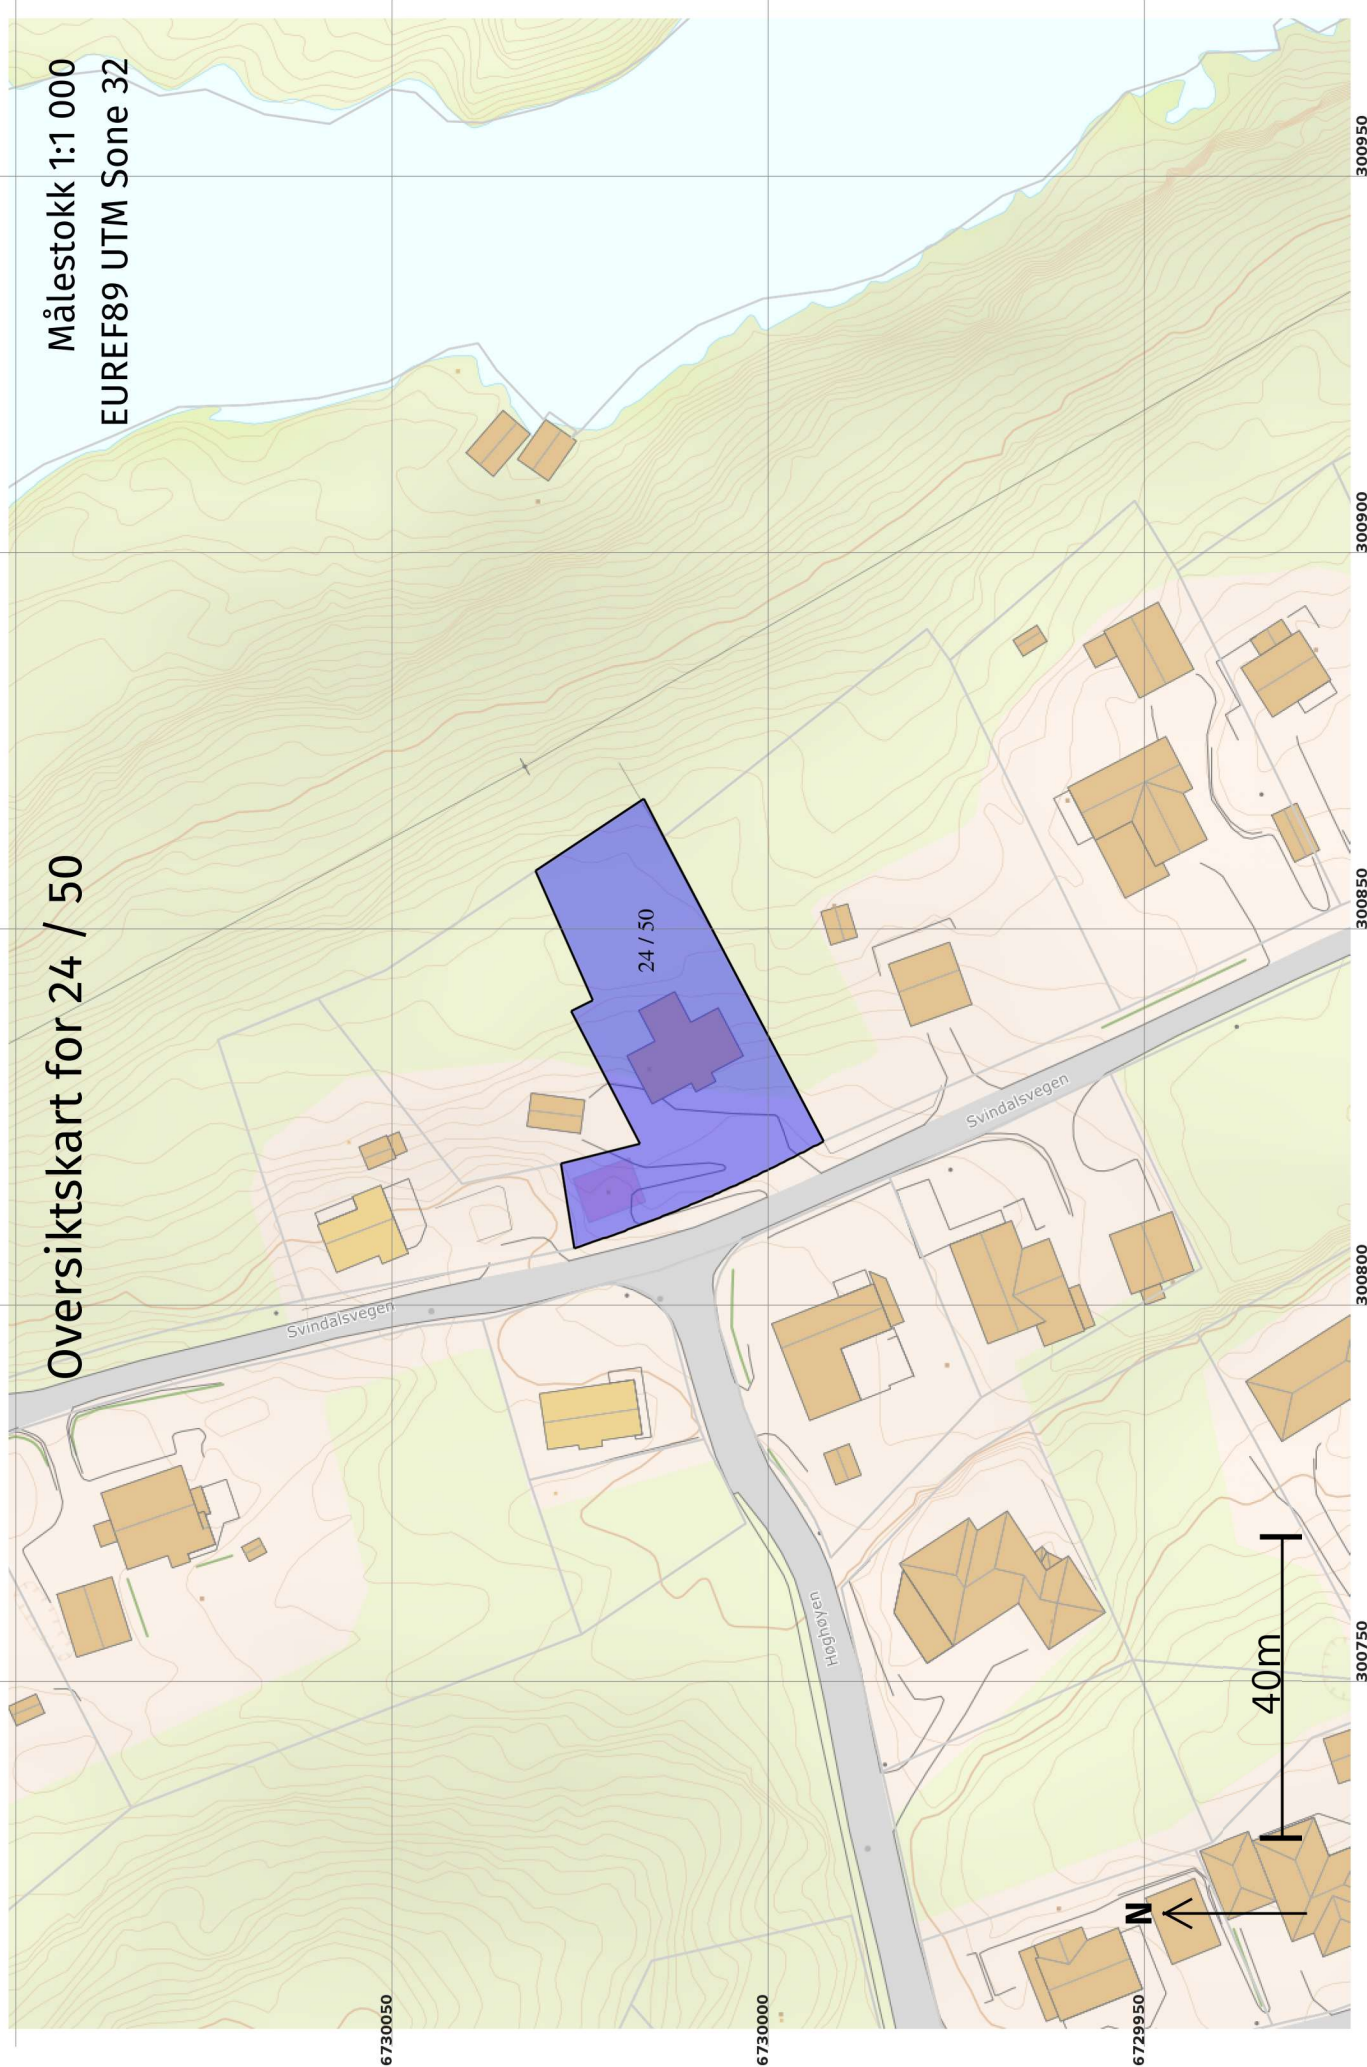 Oversiktskart for 24 / 50
Målestokk 1:1 000
EUREF89 UTM Sone 32
Svindalsvegen
24 / 50
Svindalsvegen
Høghøyen
N
40m
6730050
6730000
6729950
300750
300800
300850
300900
300950